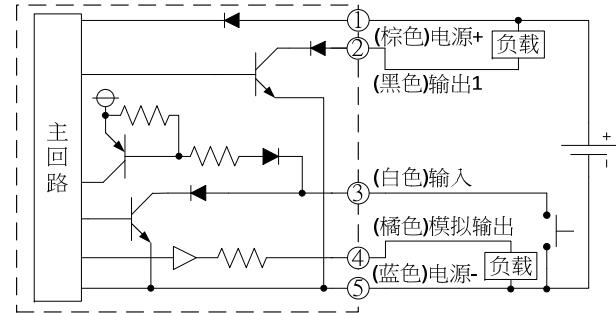 ① (棕色)电源+
负载
② (黑色)输出1
+
主回路
③ (白色)输入
④ (橘色)模拟输出
负载
⑤ (蓝色)电源-